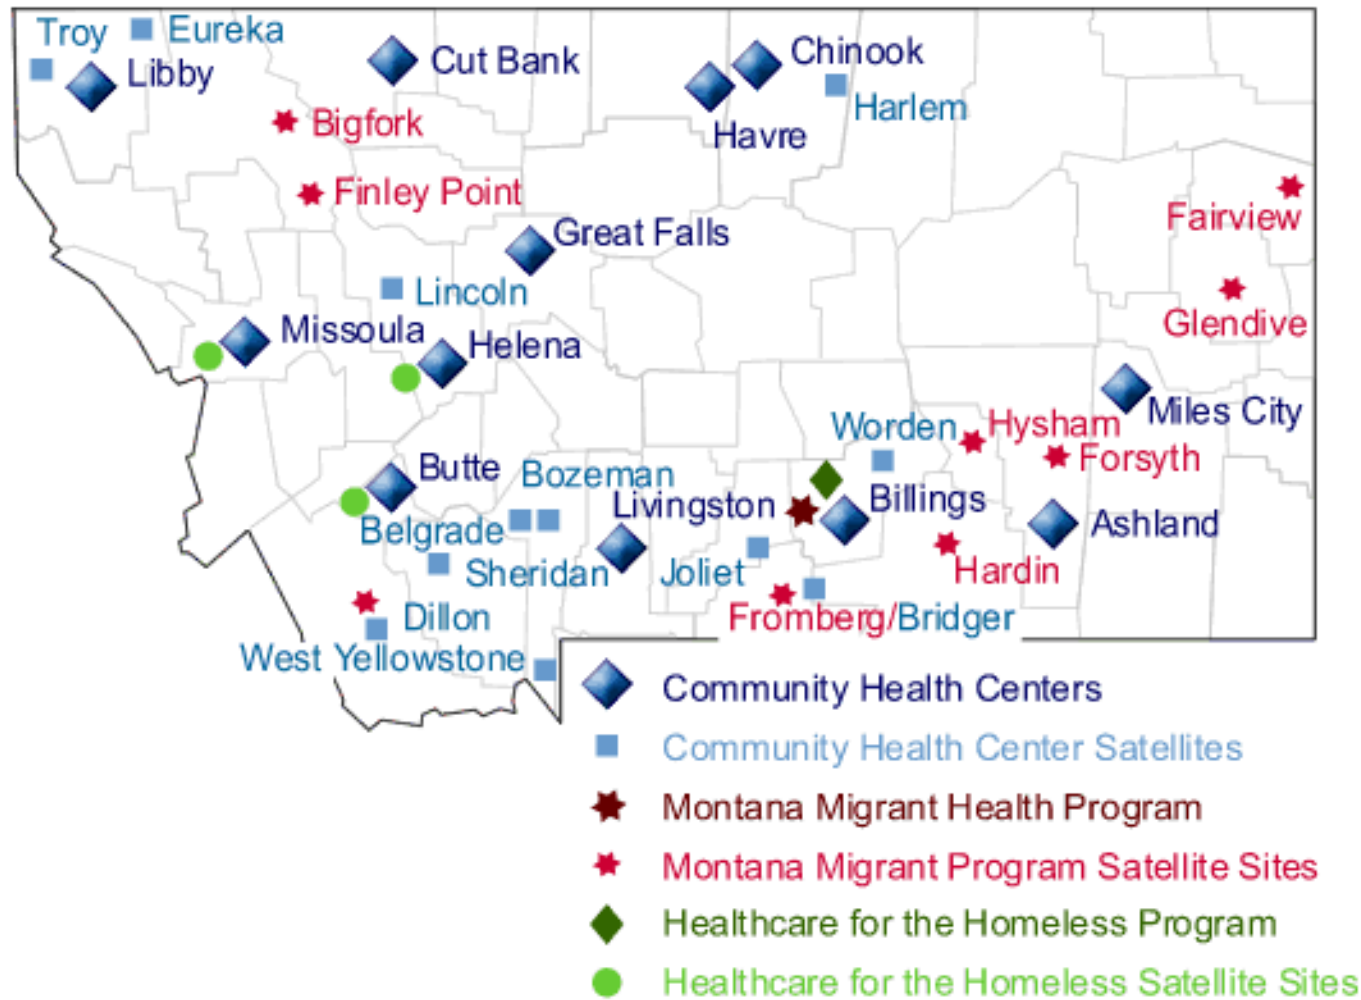 Troy
Eureka
Libby
Cut Bank
Chinook
Harlem
Havre
Bigfork
Finley Point
Fairview
Great Falls
Lincoln
Glendive
Missoula
Helena
Miles City
Worden
Hysham
Forsyth
Butte
Bozeman
Livingston
Billings
Belgrade
Ashland
Sheridan
Joliet
Hardin
Dillon
Fromberg/Bridger
West Yellowstone
Community Health Centers
Community Health Center Satellites
Montana Migrant Health Program
Montana Migrant Program Satellite Sites
Healthcare for the Homeless Program
Healthcare for the Homeless Satellite Sites